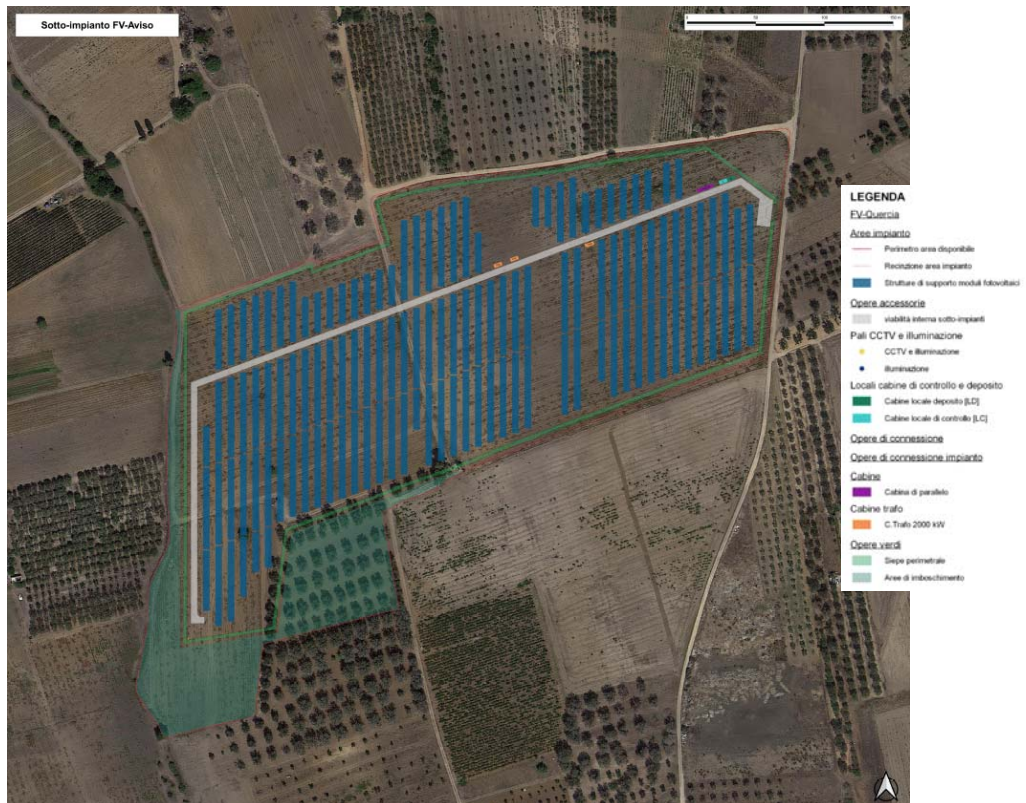 Sotto-impianto FV-Aviso
LEGENDA
FV-Quercia
Aree impianto
Perimetro area disponibile
Recinzione area impianto
Strutture di supporto moduli fotovoltaici
Opere accessorie
viabilità interna sotto-impianti
Pali CCTV e illuminazione
CCTV e illuminazione
illuminazione
Locali cabine di controllo e deposito
Cabine locale deposito [LD]
Cabine locale di controllo [LC]
Opere di connessione
Opere di connessione impianto
Cabine
Cabina di parallelo
Cabine trafo
C.Trafo 2000 kW
Opere verdi
Siepe perimetrale
Aree di imboschimento